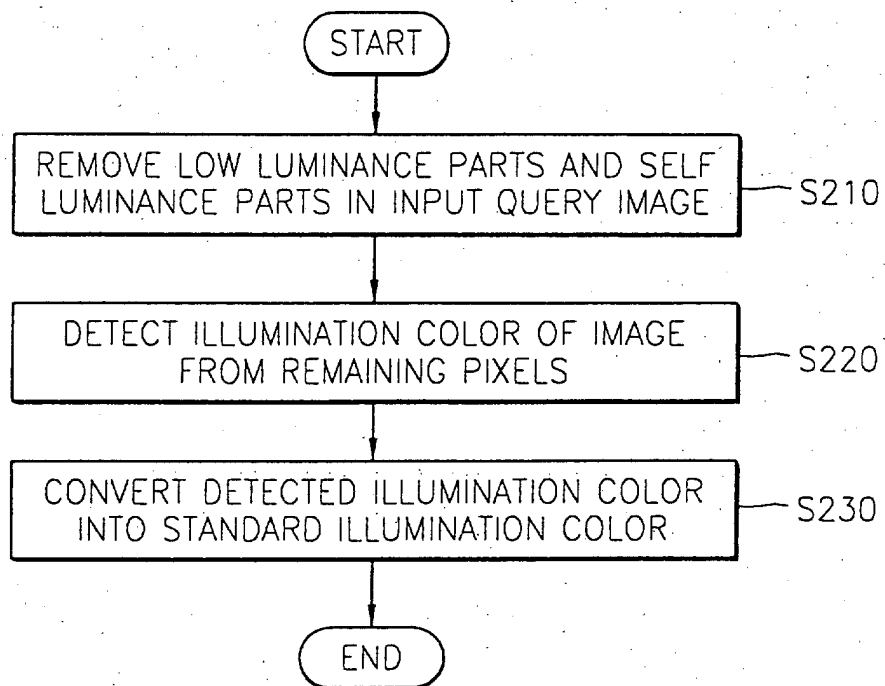 START
REMOVE LOW LUMINANCE PARTS AND SELF
LUMINANCE PARTS IN INPUT QUERY IMAGE
S210
DETECT ILLUMINATION COLOR OF IMAGE
FROM REMAINING PIXELS
S220
CONVERT DETECTED ILLUMINATION COLOR
INTO STANDARD ILLUMINATION COLOR
S230
END